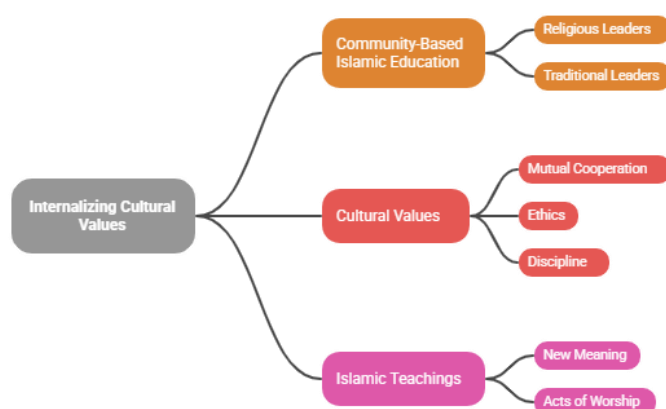 Internalizing Cultural
Values
Community-Based
Islamic Education
Religious Leaders
Traditional Leaders
Cultural Values
Mutual Cooperation
Ethics
Discipline
Islamic Teachings
New Meaning
Acts of Worship